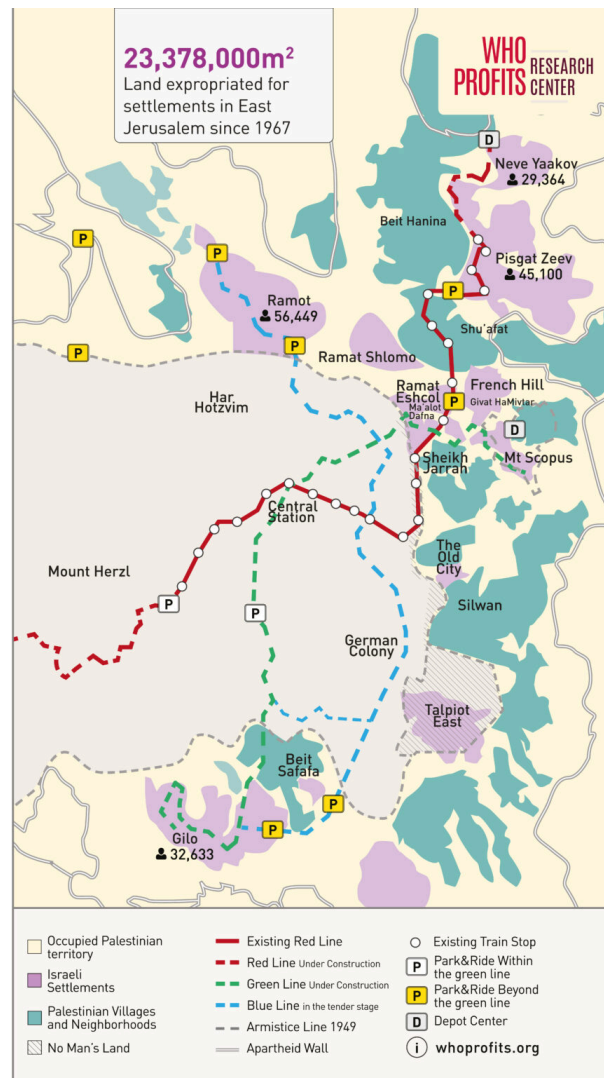 23,378,000m²
Land expropriated for
settlements in East
Jerusalem since 1967
WHO
PROFITS
RESEARCH
CENTER
D
Neve Yaakov
29,364
Beit Hanina
P
P
Pisgat Zeev
45,100
P
Ramot
56,449
Shu'afat
P
P
Ramat Shlomo
Har
Hotzvim
Ramat
Eshcol
Ma'alot
Dafna
P
French Hill
Givat HaMivtar
D
Sheikh
Jarrah
Mt Scopus
Central
Station
The Old
City
Mount Herzl
P
P
Silwan
German
Colony
Talpiot
East
Beit
Safafa
P
P
Gilo
32,633
Occupied Palestinian
territory
Israeli
Settlements
Palestinian Villages
and Neighborhoods
No Man's Land
Existing Red Line
Red Line Under Construction
Green Line Under Construction
Blue Line in the tender stage
Armistice Line 1949
Apartheid Wall
Existing Train Stop
P Park&Ride Within
the green line
P Park&Ride Beyond
the green line
D Depot Center
i whoprofits.org